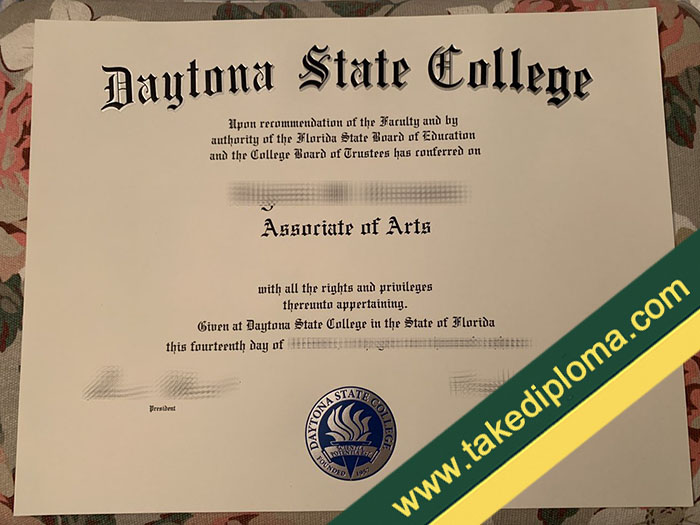 Daytona State College
Upon recommendation of the Faculty and by
authority of the Florida State Board of Education
and the College Board of Trustees has conferred on
Associate of Arts
with all the rights and privileges
thereunto appertaining.
Given at Daytona State College in the State of Florida
this fourteenth day of
President
DAYTONA STATE COLLEGE
FOUNDED 1957
www.takediploma.com